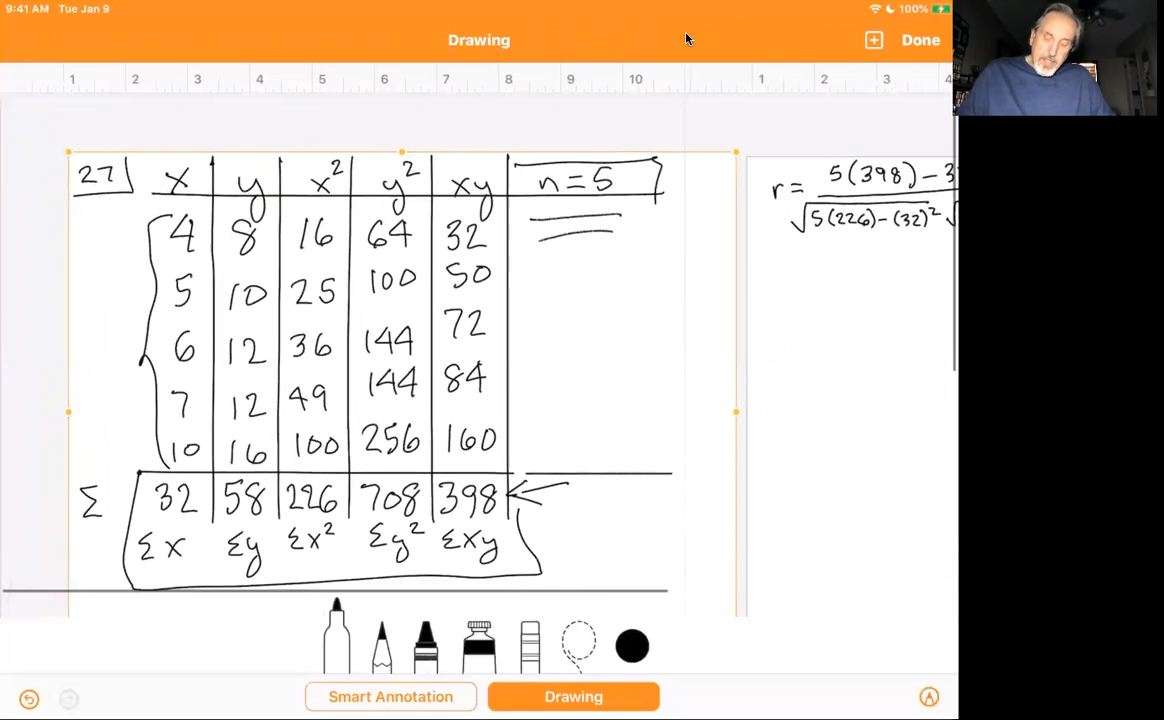 9:41 AM Tue Jan 9
100%
Drawing
Done
1 2 3 4 5 6 7 8 9 10 1 2 3 4
27 x y x² y² xy n = 5
4 8 16 64 32
5 10 25 100 50
6 12 36 144 72
7 12 49 144 84
10 16 100 256 160
Σ 32 58 226 708 398
Σx Σy Σx² Σy² Σxy
r = 5(398) - 3
√5(226) - (32)² √
Smart Annotation
Drawing